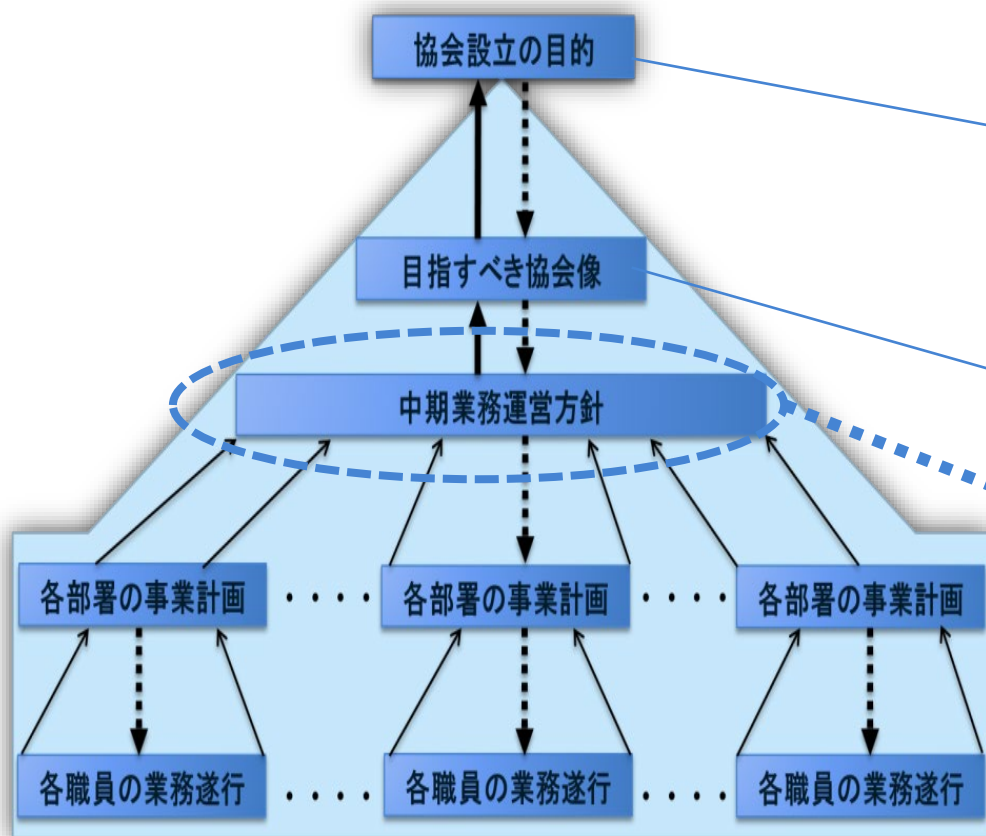 協会設立の目的
目指すべき協会像
中期業務運営方針
各部署の事業計画 ・・・・ 各部署の事業計画 ・・・・ 各部署の事業計画
各職員の業務遂行 ・・・・ 各職員の業務遂行 ・・・・ 各職員の業務遂行